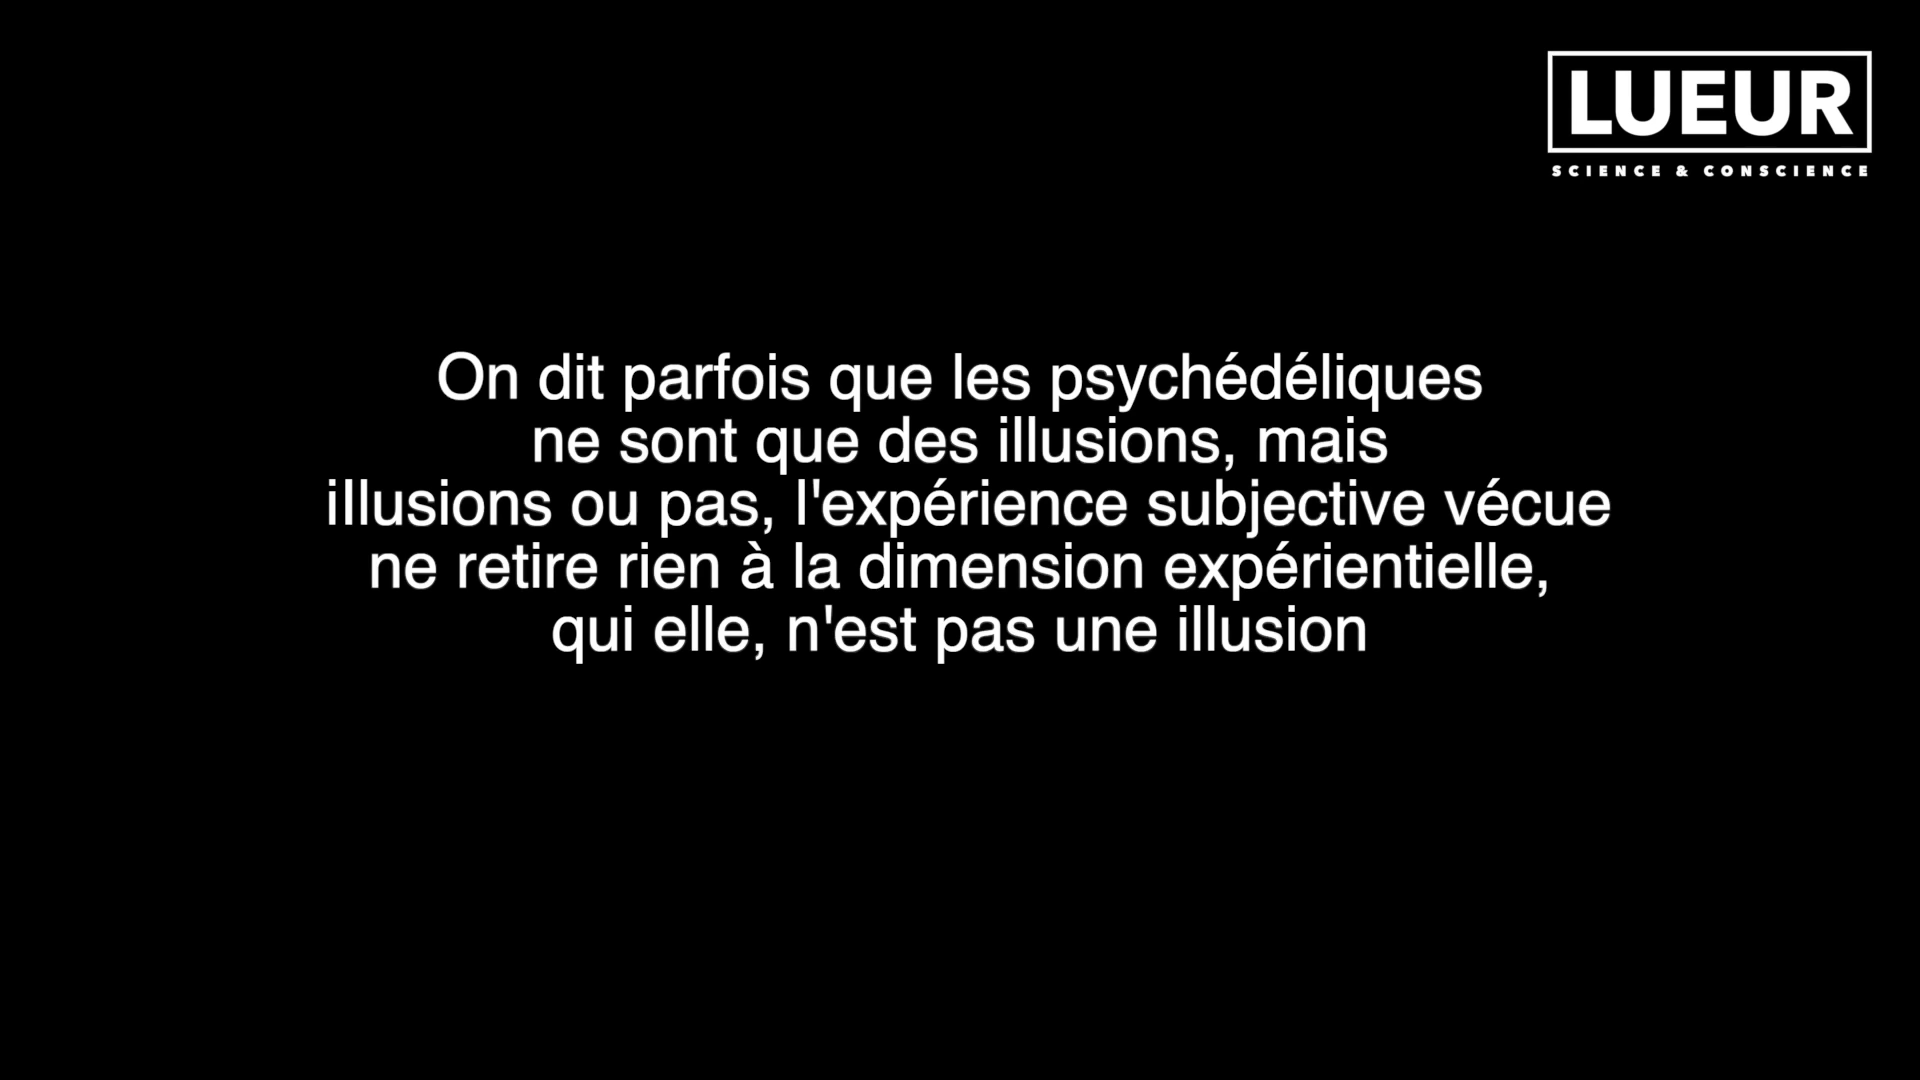 LUEUR
SCIENCE & CONSCIENCE
On dit parfois que les psychédéliques
ne sont que des illusions, mais
illusions ou pas, l'expérience subjective vécue
ne retire rien à la dimension expérientielle,
qui elle, n'est pas une illusion